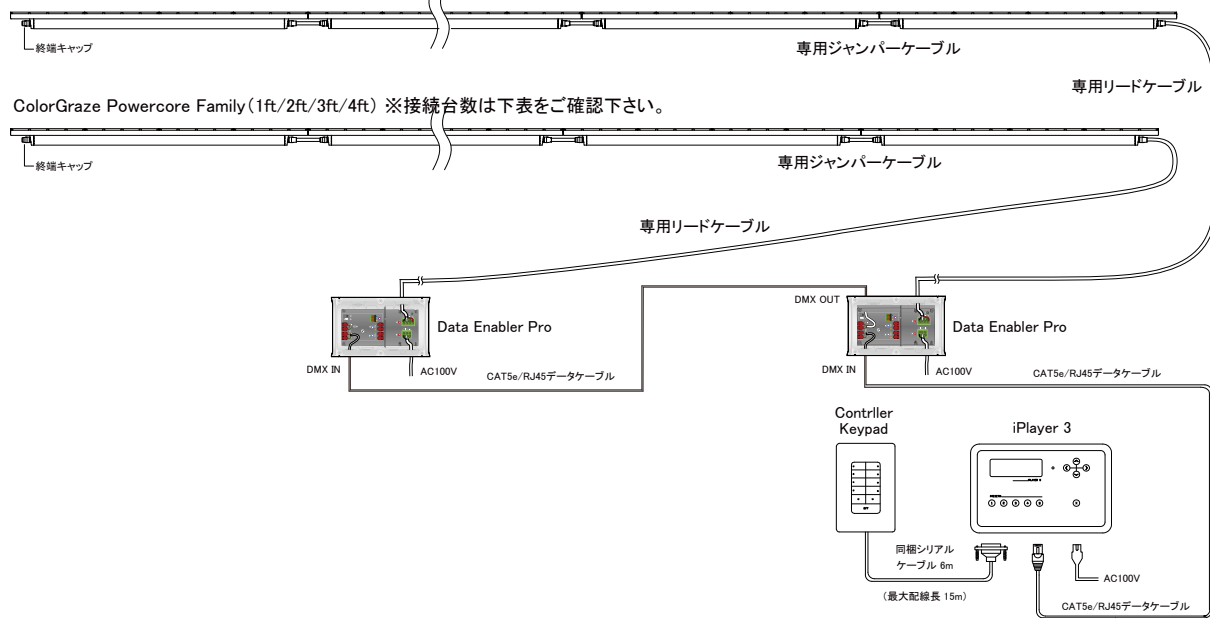 終端キャップ
専用ジャンパーケーブル
専用リードケーブル
ColorGraze Powercore Family（1ft/2ft/3ft/4ft） ※接続台数は下表をご確認下さい。
終端キャップ
専用ジャンパーケーブル
専用リードケーブル
DMX OUT
Data Enabler Pro
Data Enabler Pro
DMX IN
AC100V
CAT5e/RJ45データケーブル
DMX IN
AC100V
CAT5e/RJ45データケーブル
Contrller
Keypad
iPlayer 3
同梱シリアル
ケーブル 6m
（最大配線長 15m）
AC100V
CAT5e/RJ45データケーブル